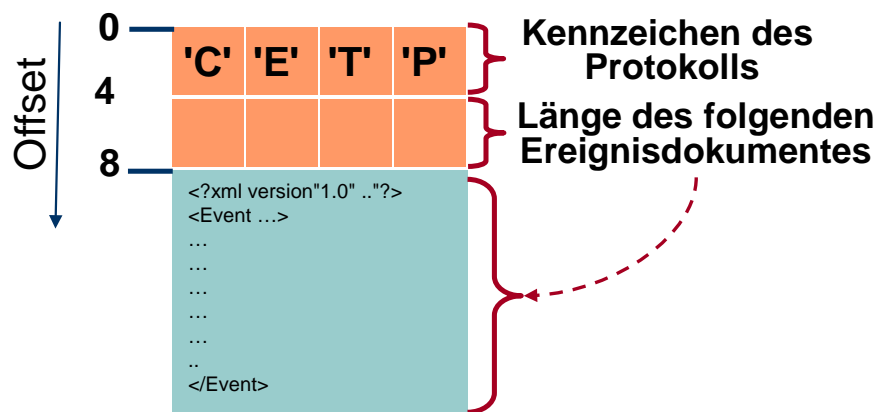 Offset
0
4
8
'C' 'E' 'T' 'P'
Kennzeichen des
Protokolls
Länge des folgenden
Ereignisdokumentes
<?xml version"1.0" .."?>
<Event …>
…
…
…
…
…
..
</Event>